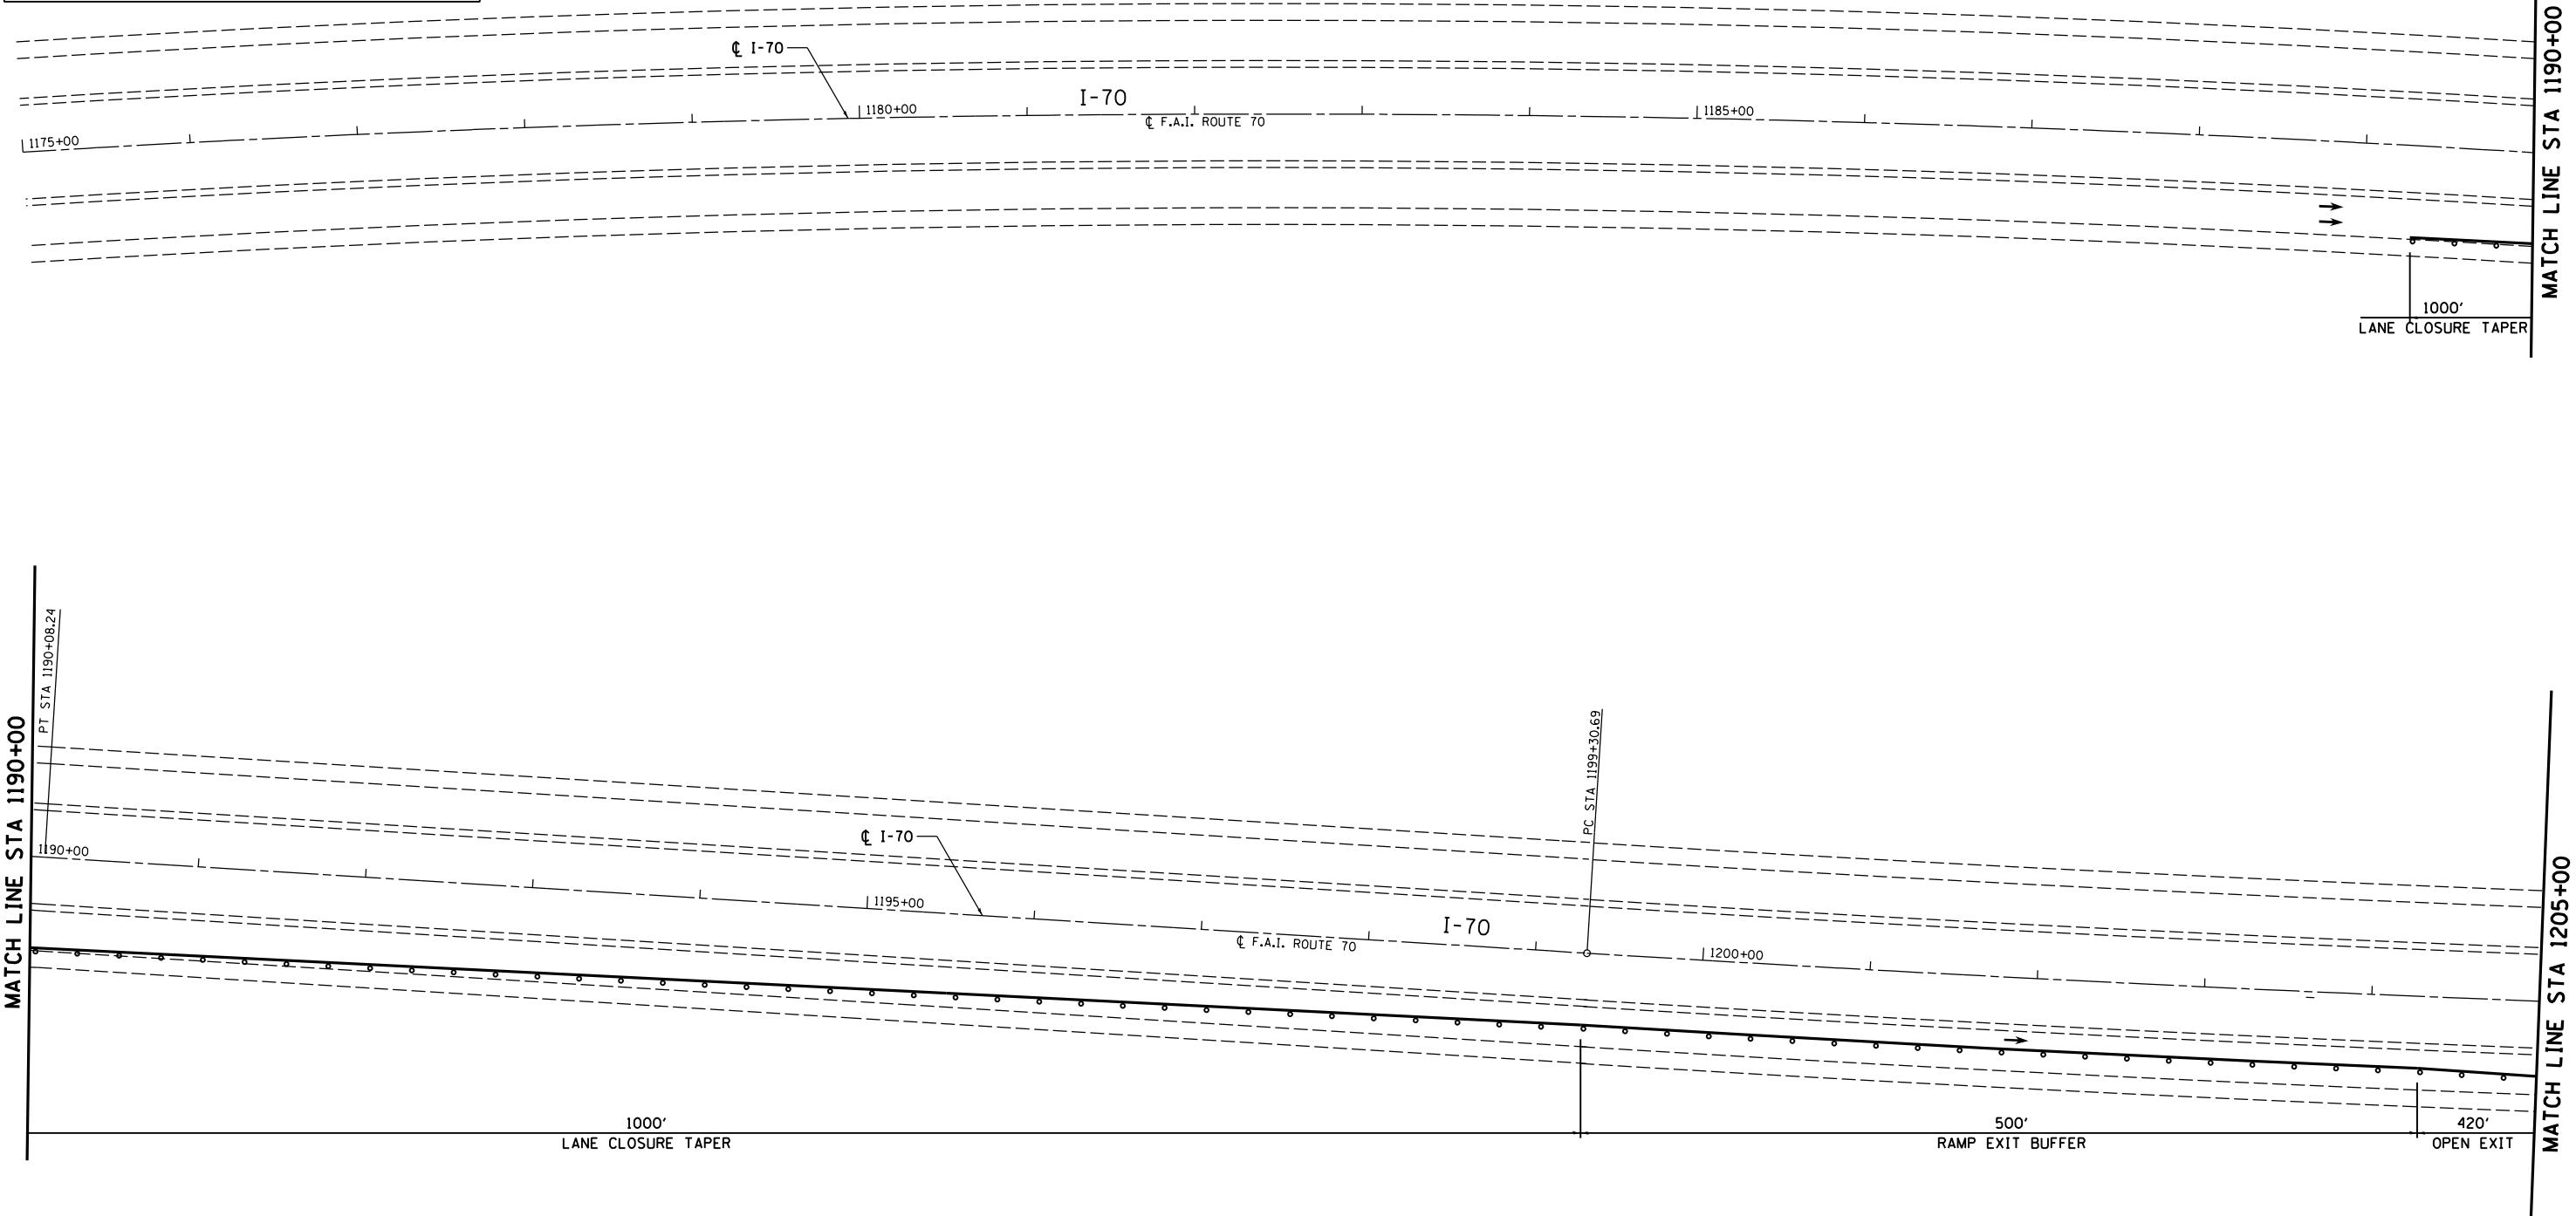 ℄ I-70
I-70
1175+00
1180+00
℄ F.A.I. ROUTE 70
1185+00
MATCH LINE STA 1190+00
1000'
LANE CLOSURE TAPER
MATCH LINE STA 1190+00
PT STA 1190+08.24
1190+00
℄ I-70
1195+00
℄ F.A.I. ROUTE 70
I-70
PC STA 1199+30.69
1200+00
1000'
LANE CLOSURE TAPER
500'
RAMP EXIT BUFFER
420'
OPEN EXIT
MATCH LINE STA 1205+00